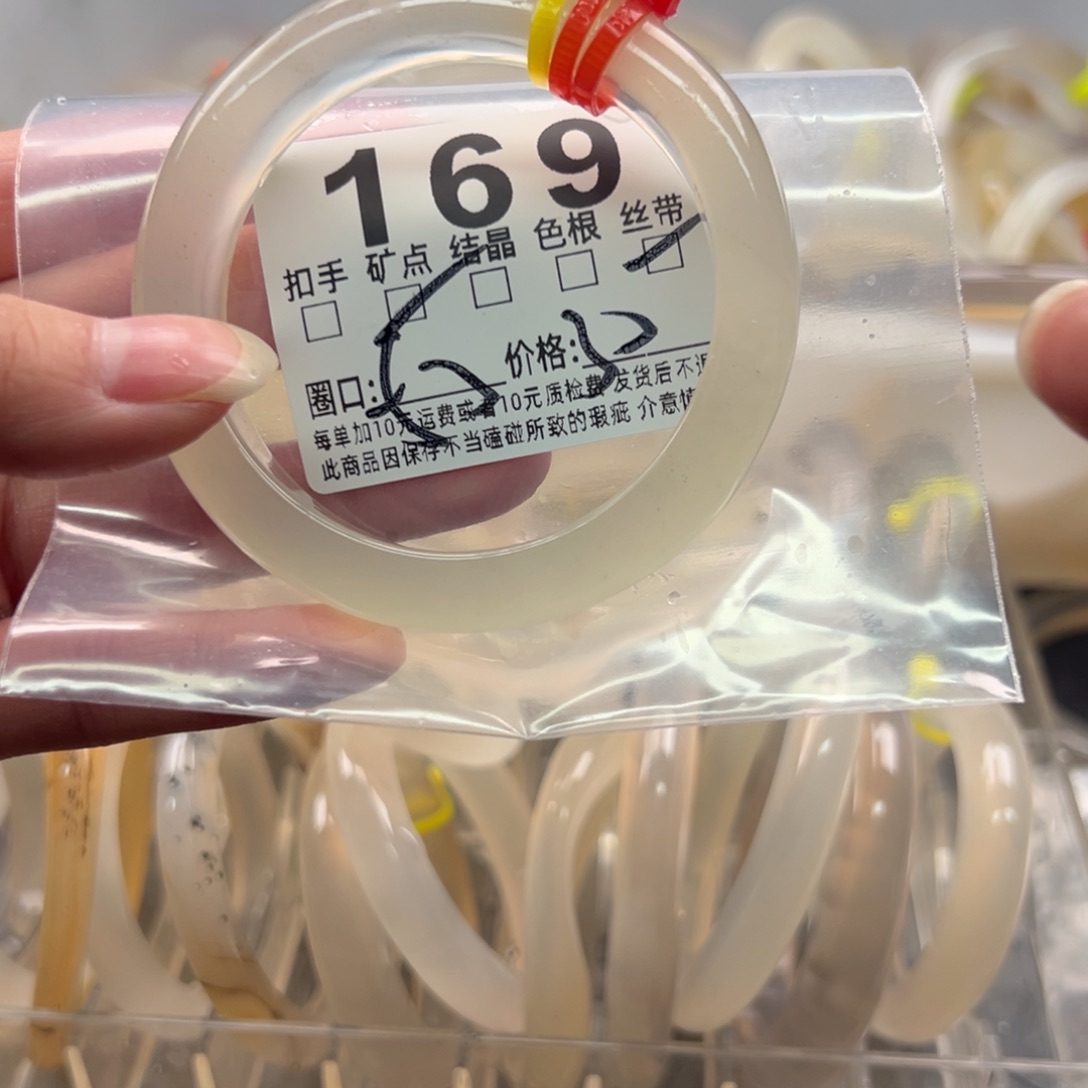 169
扣手 矿点 结晶 色根 丝带
圈口: 价格:
每单加10元运费或者10元质检费 发货后不退
此商品因保存不当磕碰所致的瑕疵 介意慎